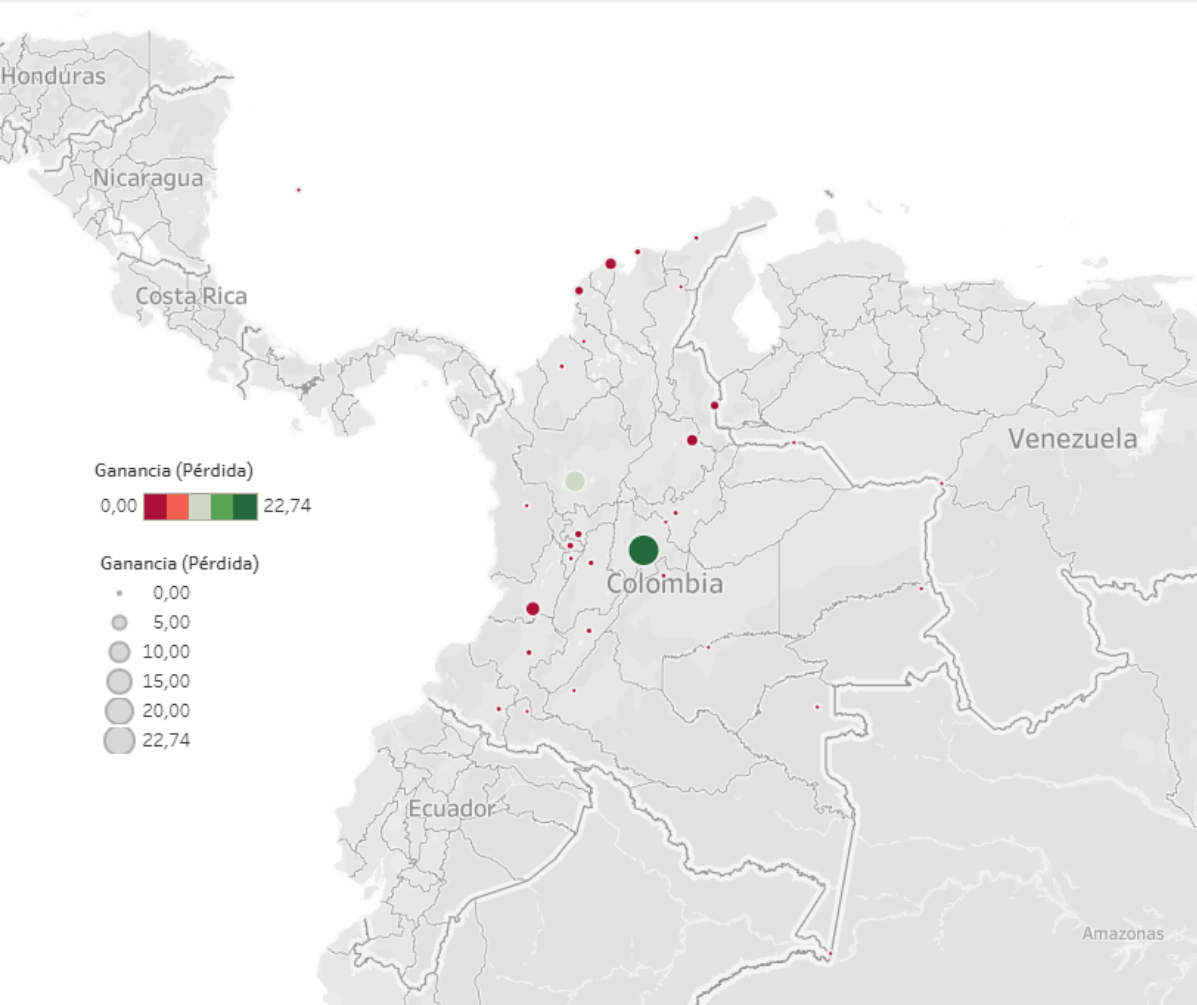 Honduras
Nicaragua
Costa Rica
Venezuela
Ganancia (Pérdida)
0,00 22,74
Ganancia (Pérdida)
0,00
5,00
10,00
15,00
20,00
22,74
Colombia
Ecuador
Amazonas